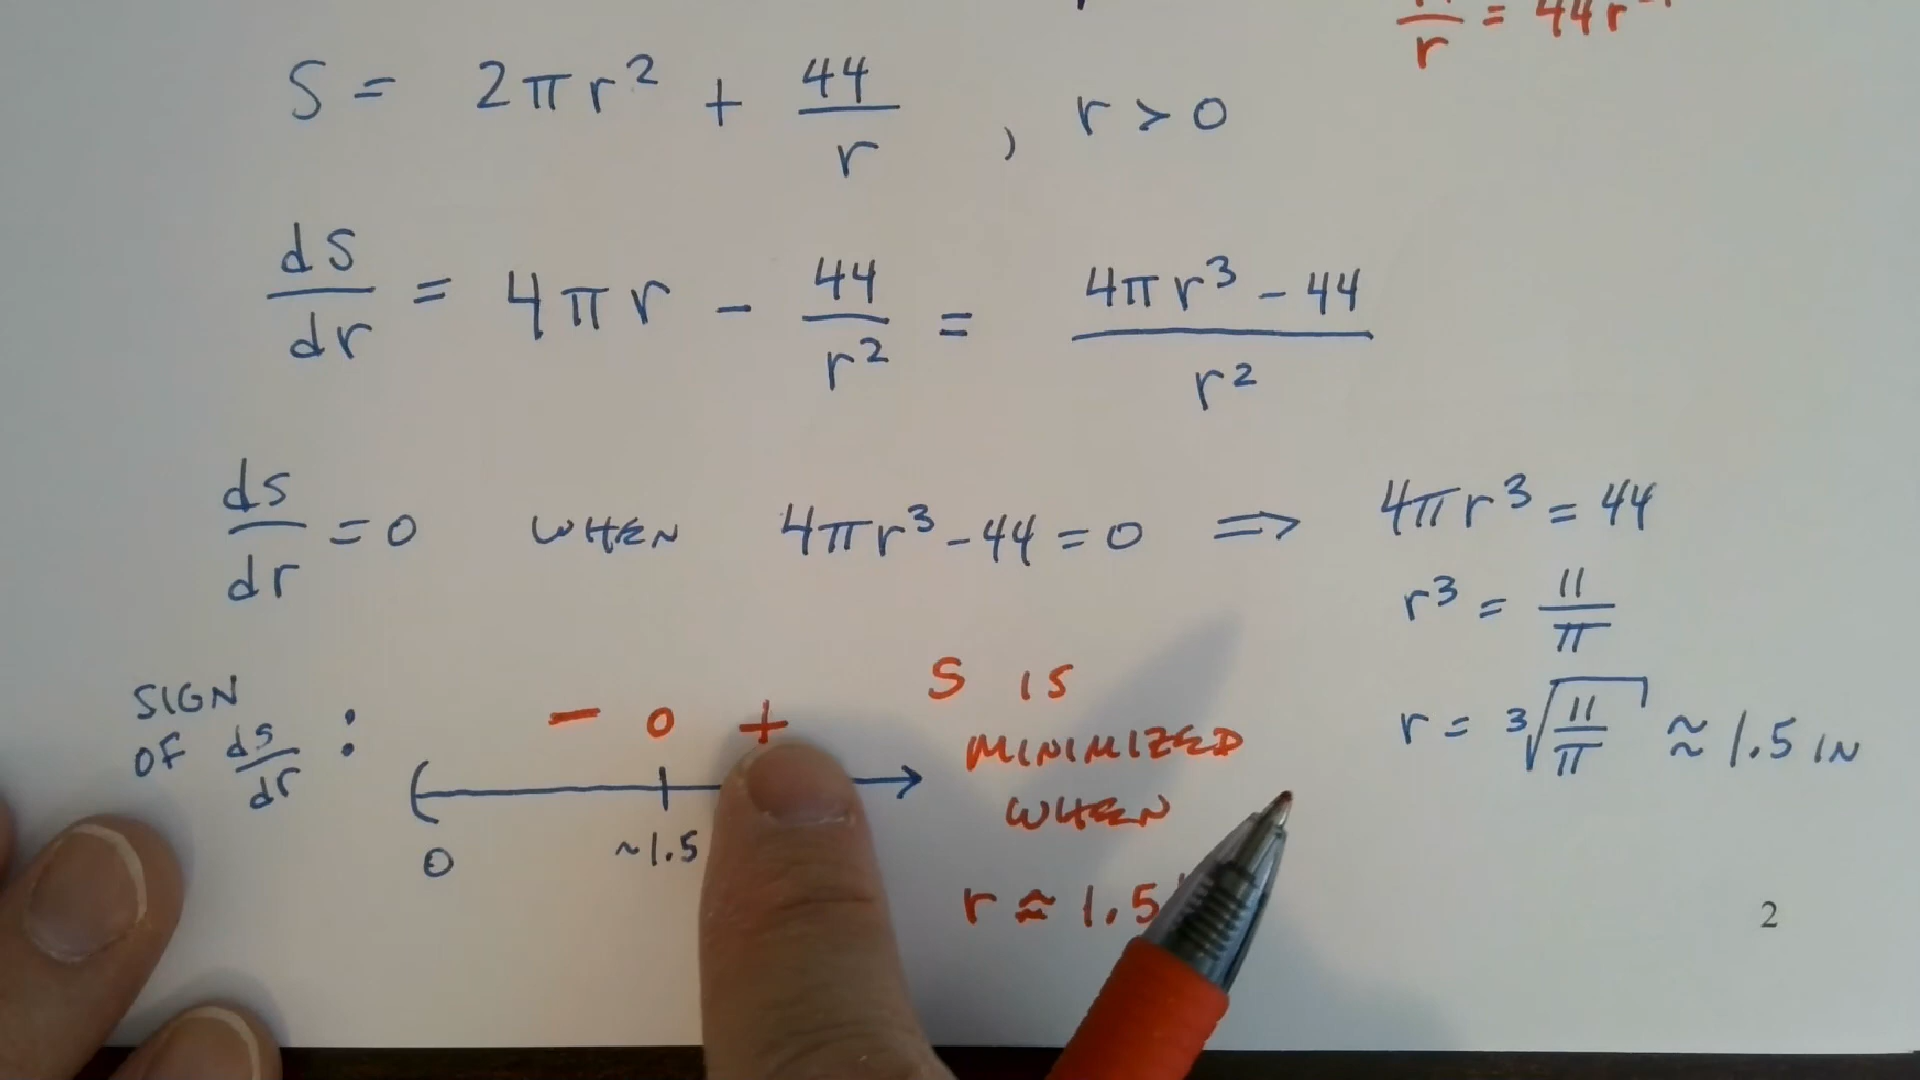 /r = 44r
S = 2πr² + 44/r , r > 0
dS/dr = 4πr - 44/r² = (4πr³ - 44)/r²
ds/dr = 0 WHEN 4πr³ - 44 = 0 ⇒ 4πr³ = 44
r³ = 11/π
r = ³√(11/π) ≈ 1.5 IN
SIGN
OF ds/dr :
− 0 +
0 ~1.5
S IS
MINIMIZED
WHEN
r ≈ 1.5
2